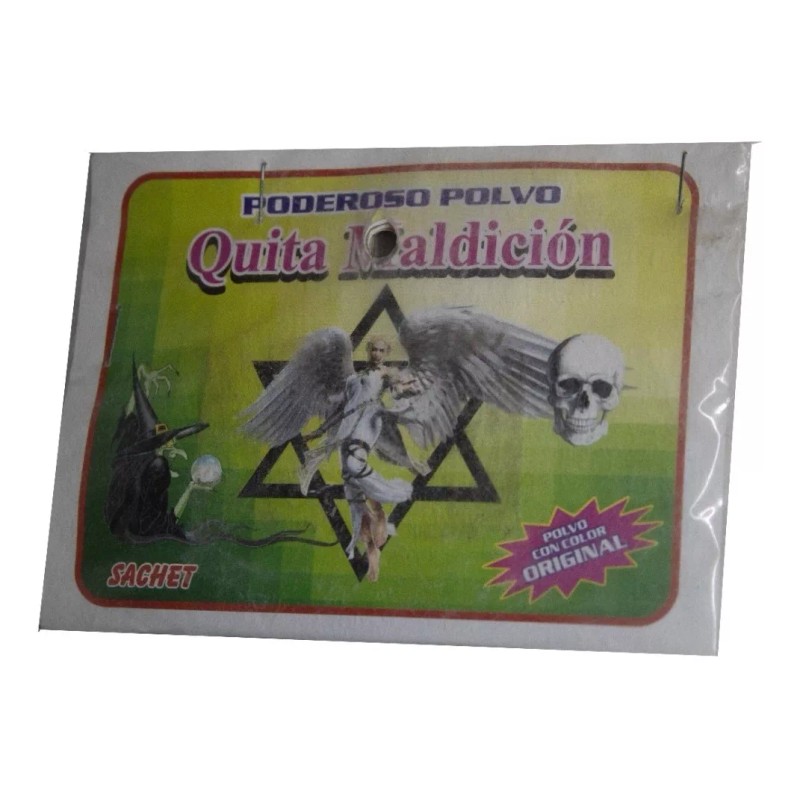 PODEROSO POLVO
Quita Maldición
POLVO
CON COLOR
ORIGINAL
SACHET